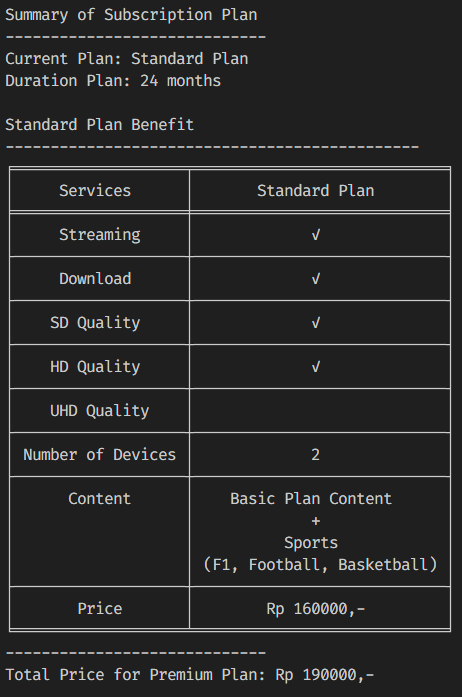 Summary of Subscription Plan
-----------------------------
Current Plan: Standard Plan
Duration Plan: 24 months
Standard Plan Benefit
----------------------------------------------
Services Standard Plan
Streaming √
Download √
SD Quality √
HD Quality √
UHD Quality
Number of Devices 2
Content Basic Plan Content
+
Sports
(F1, Football, Basketball)
Price Rp 160000,-
-----------------------------
Total Price for Premium Plan: Rp 190000,-